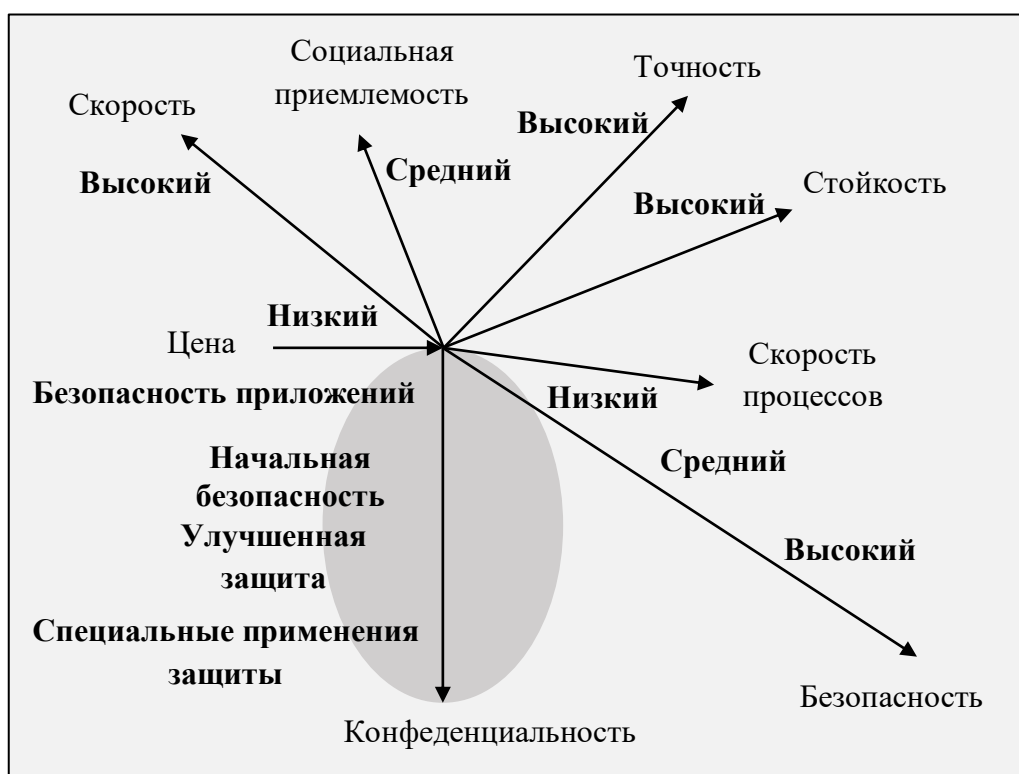 Социальная
приемлемость
Точность
Скорость
Высокий
Высокий
Средний
Стойкость
Высокий
Низкий
Цена
Скорость
процессов
Безопасность приложений
Низкий
Начальная
безопасность
Средний
Улучшенная
защита
Высокий
Специальные применения
защиты
Безопасность
Конфеденциальность